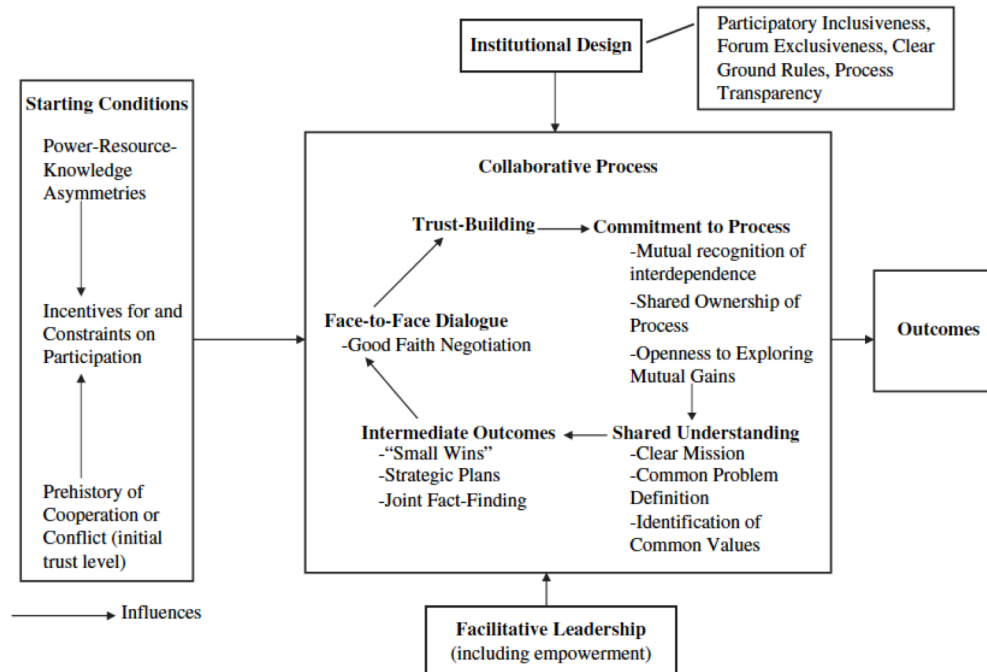 Institutional Design
Participatory Inclusiveness,
Forum Exclusiveness, Clear
Ground Rules, Process
Transparency
Starting Conditions
Power-Resource-
Knowledge
Asymmetries
Incentives for and
Constraints on
Participation
Prehistory of
Cooperation or
Conflict (initial
trust level)
Collaborative Process
Trust-Building
Commitment to Process
-Mutual recognition of
interdependence
-Shared Ownership of
Process
-Openness to Exploring
Mutual Gains
Face-to-Face Dialogue
-Good Faith Negotiation
Intermediate Outcomes
-“Small Wins”
-Strategic Plans
-Joint Fact-Finding
Shared Understanding
-Clear Mission
-Common Problem
Definition
-Identification of
Common Values
Outcomes
Influences
Facilitative Leadership
(including empowerment)